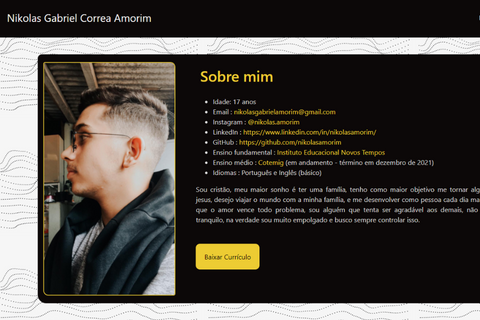 Nikolas Gabriel Correa Amorim
Sobre mim
Idade: 17 anos
Email : nikolasgabrielamorim@gmail.com
Instagram : @nikolas.amorim
LinkedIn : https://www.linkedin.com/in/nikolasamorim/
GitHub : https://github.com/nikolasamorim
Ensino fundamental : Instituto Educacional Novos Tempos
Ensino médio : Cotemig (em andamento - término em dezembro de 2021)
Idiomas : Português e Inglês (básico)
Sou cristão, meu maior sonho é ter uma família, tenho como maior objetivo me tornar
jesus, desejo viajar o mundo com a minha família, e me desenvolver como pessoa cada dia
que o amor vence todo problema, sou alguém que tenta ser agradável aos demais, não
tranquilo, na verdade sou muito empolgado e busco sempre controlar isso.
Baixar Currículo